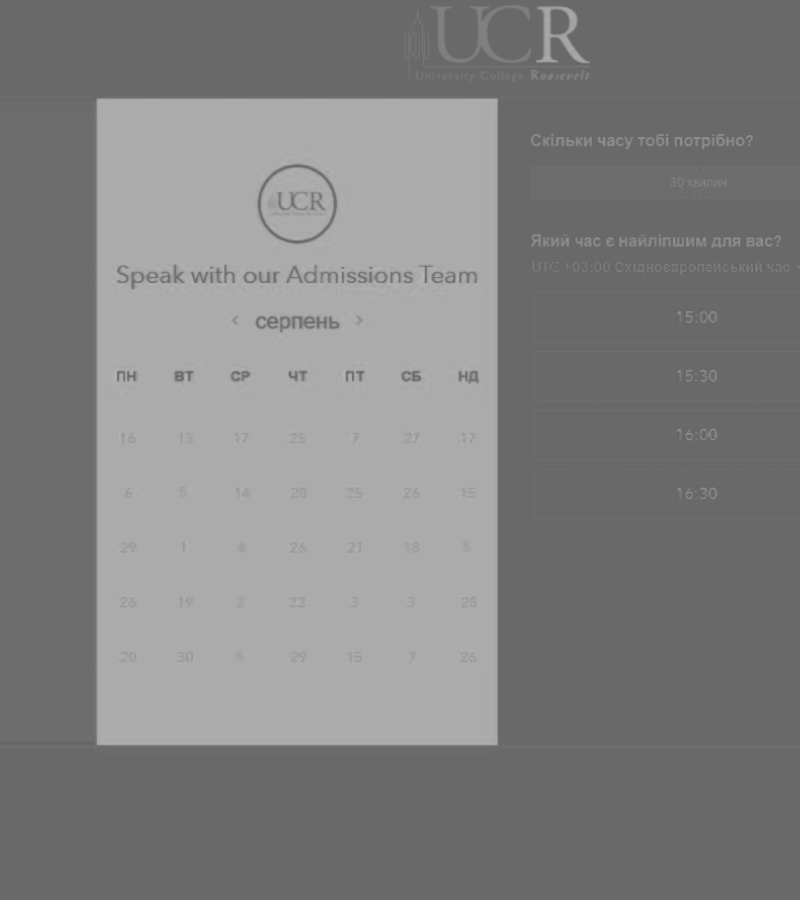 UCR
University College Roosevelt
UCR
Speak with our Admissions Team
‹ серпень ›
ПН ВТ СР ЧТ ПТ СБ НД
16 13 17 25 7 27 17
6 5 14 28 25 26 15
29 1 4 26 21 18 5
26 19 2 23 3 3 28
20 30 5 29 15 7 26
Скільки часу тобі потрібно?
30 хвилин
Який час є найліпшим для вас?
UTC +03:00 Східноєвропейський час
15:00
15:30
16:00
16:30